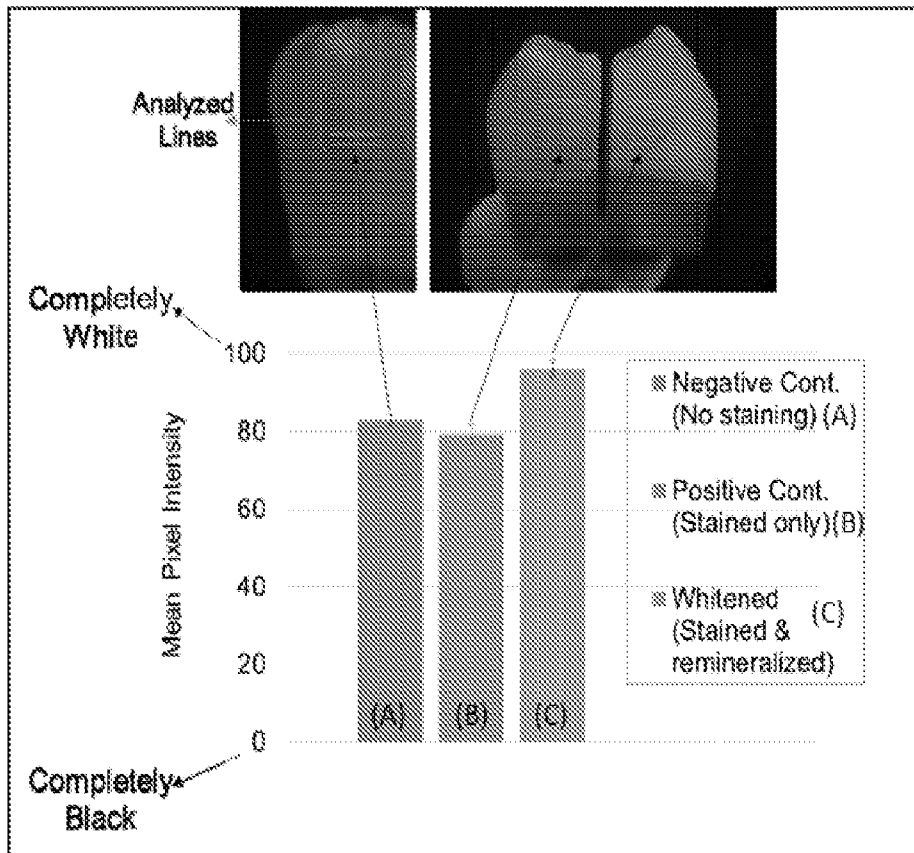 Analyzed
Lines
Completely
White
100
80
60
40
20
0
Mean Pixel Intensity
(A)
(B)
(C)
Negative Cont.
(No staining) (A)
Positive Cont.
(Stained only)(B)
Whitened
(Stained & (C)
remineralized)
Completely
Black